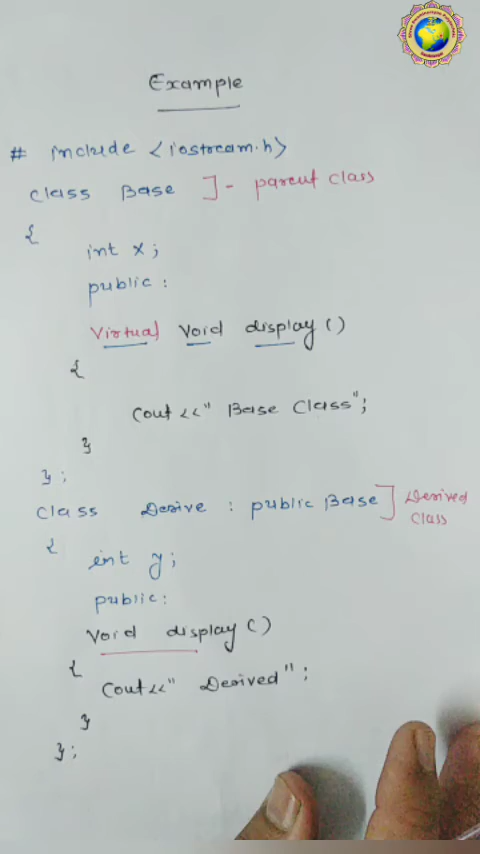 Example
# include <iostream.h>
class Base ] - parent class
{
int x;
public:
Virtual Void display()
{
Cout <<" Base Class";
}
};
Class Derive : public Base ] Derived Class
{
int y;
public:
Void display()
{
Cout<<" Derived";
}
};